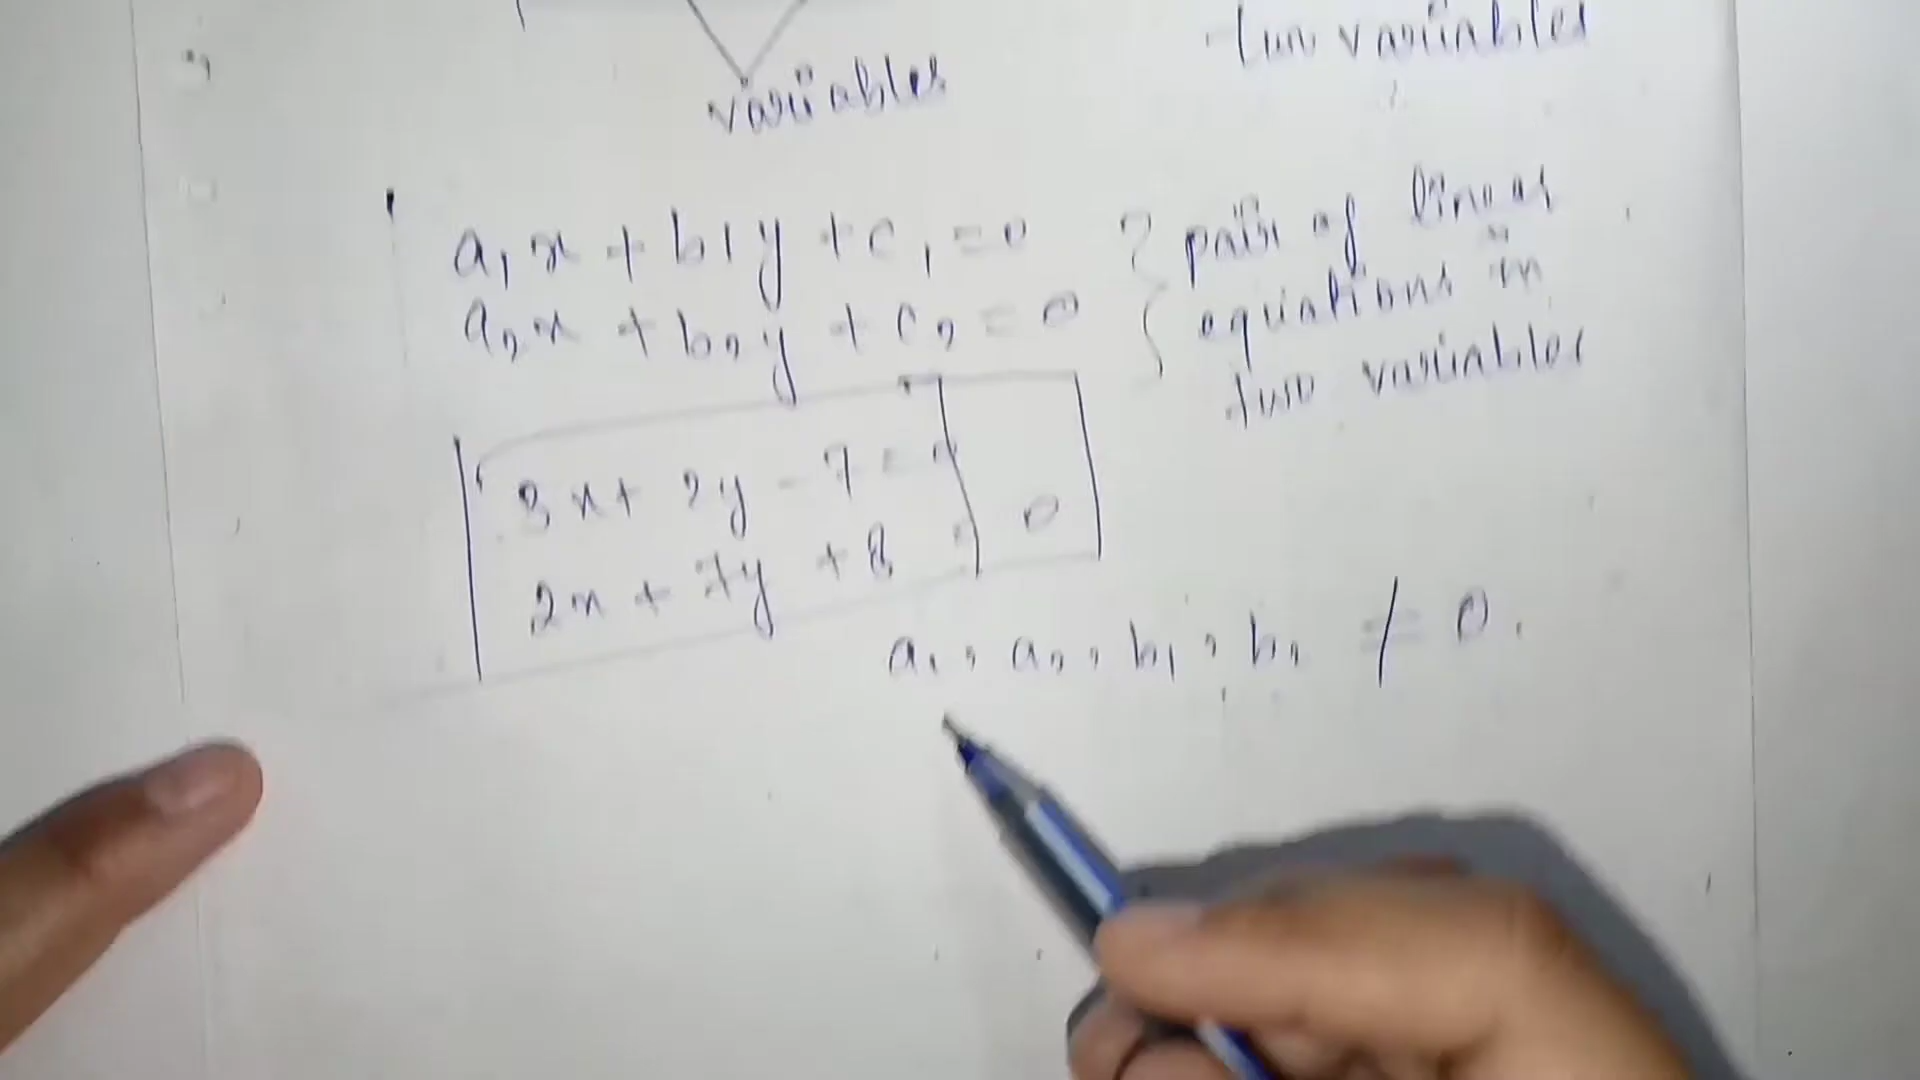 variables
two variables
a₁x + b₁y + c₁ = 0
a₂x + b₂y + c₂ = 0
pair of linear
equations in
two variables
3x + 2y - 7 = 0
2x + 7y + 8 = 0
a₁, a₂, b₁, b₂ ≠ 0.